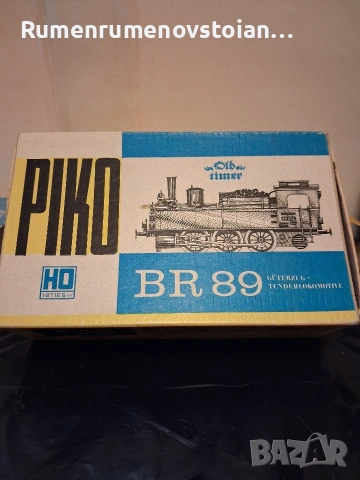 Rumenrumenovstoian...
PIKO
Old
timer
HO
BR 89
GÜTERZUG-
TENDERLOKOMOTIVE
BAZAR